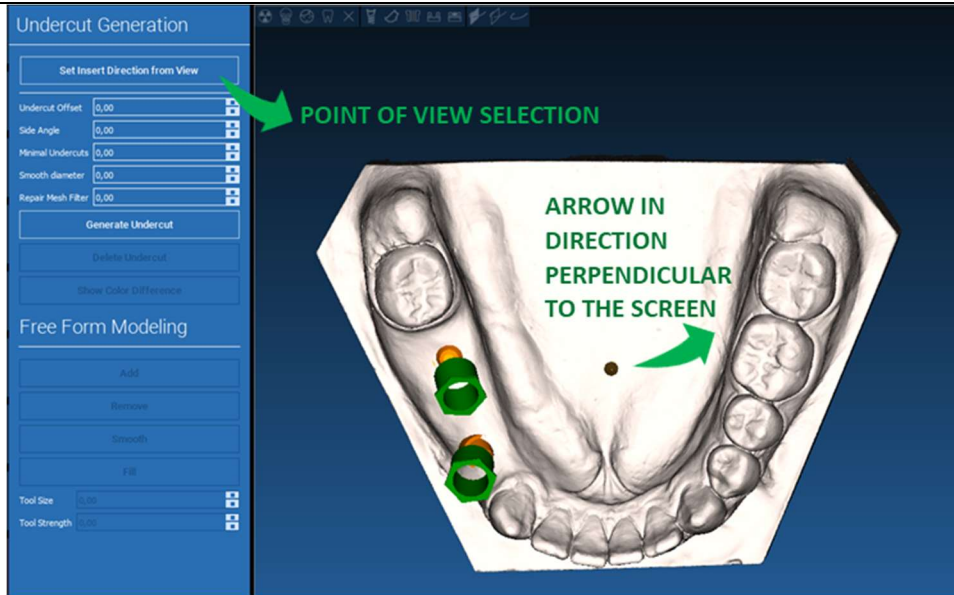 Undercut Generation
Set Insert Direction from View
Undercut Offset 0,00
Side Angle 0,00
Minimal Undercuts 0,00
Smooth diameter 0,00
Repair Mesh Filter 0,00
Generate Undercut
Delete Undercut
Show Color Difference
Free Form Modeling
Add
Remove
Smooth
Fill
Tool Size 0,00
Tool Strength 0,00
POINT OF VIEW SELECTION
ARROW IN
DIRECTION
PERPENDICULAR
TO THE SCREEN